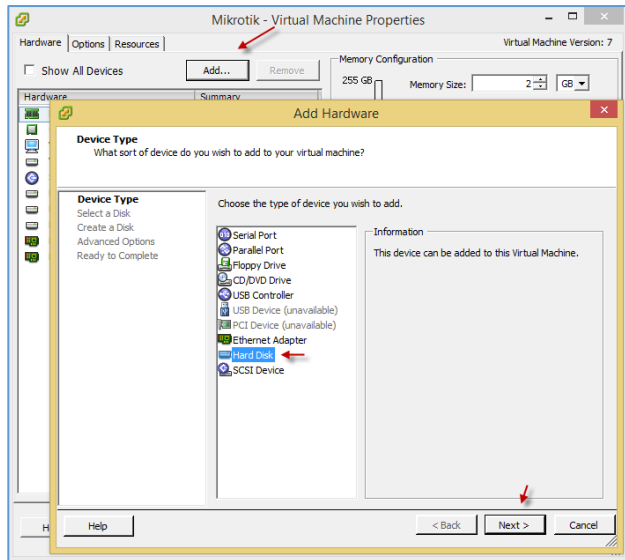 Mikrotik - Virtual Machine Properties
Hardware Options Resources
Virtual Machine Version: 7
Show All Devices
Add...
Remove
Memory Configuration
255 GB
Memory Size:
2
GB
Hardware
Summary
Add Hardware
Device Type
What sort of device do you wish to add to your virtual machine?
Device Type
Select a Disk
Create a Disk
Advanced Options
Ready to Complete
Choose the type of device you wish to add.
Serial Port
Parallel Port
Floppy Drive
CD/DVD Drive
USB Controller
USB Device (unavailable)
PCI Device (unavailable)
Ethernet Adapter
Hard Disk
SCSI Device
Information
This device can be added to this Virtual Machine.
H
Help
< Back
Next >
Cancel